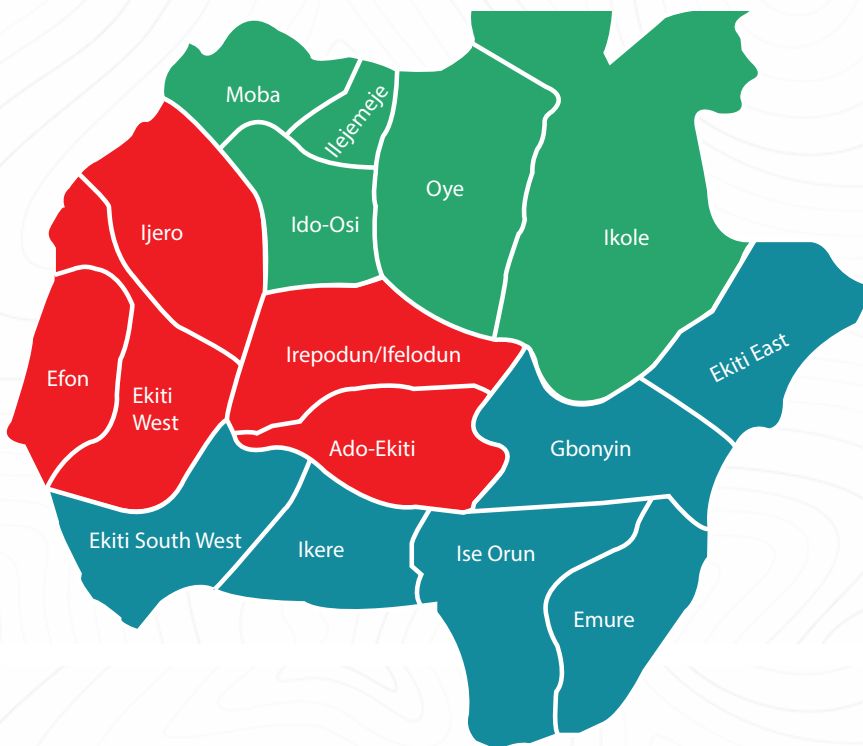 Moba
Ilejemeje
Oye
Ido-Osi
Ijero
Ikole
Irepodun/Ifelodun
Ekiti East
Efon
Ekiti
West
Ado-Ekiti
Gbonyin
Ekiti South West
Ikere
Ise Orun
Emure